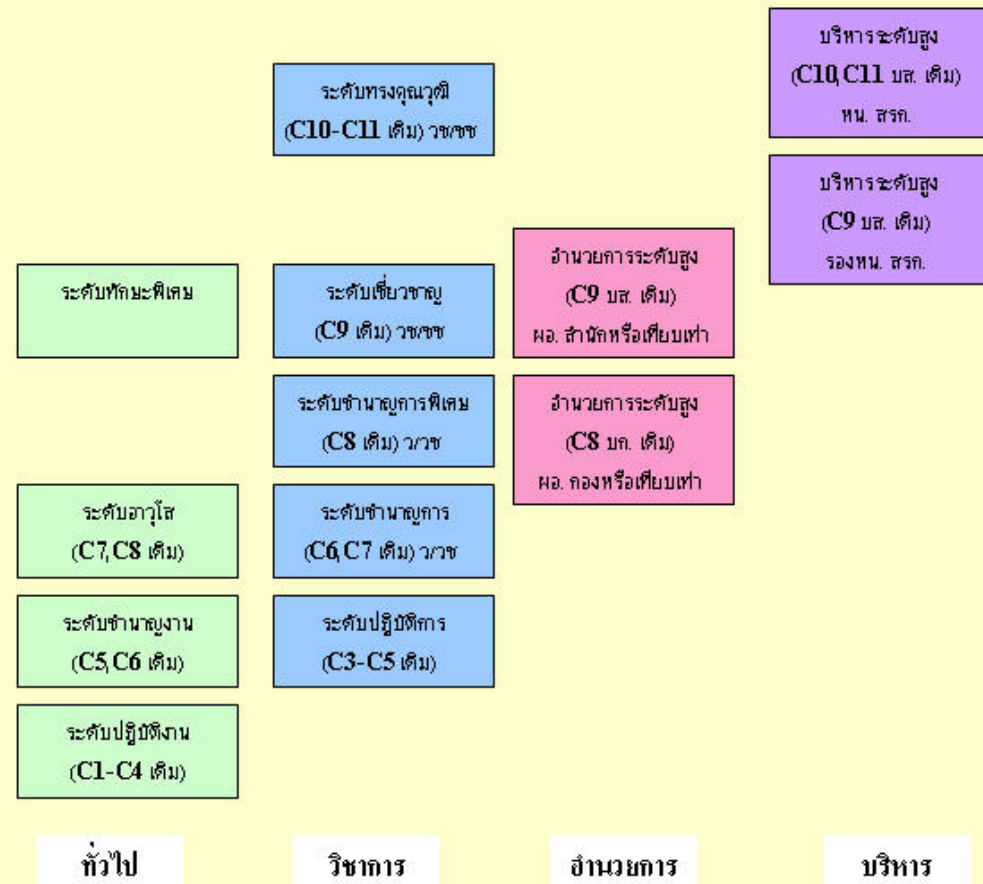 บริหารระดับสูง
(C10,C11 บส. เดิม)
หน. สรก.
ระดับทรงคุณวุฒิ
(C10-C11 เดิม) วช/ชช
บริหารระดับสูง
(C9 บส. เดิม)
รองหน. สรก.
อำนวยการระดับสูง
(C9 บส. เดิม)
ผอ. สำนักหรือเทียบเท่า
ระดับทักษะพิเศษ
ระดับเชี่ยวชาญ
(C9 เดิม) วช/ชช
ระดับชำนาญการพิเศษ
(C8 เดิม) ว/วช
อำนวยการระดับสูง
(C8 บก. เดิม)
ผอ. กองหรือเทียบเท่า
ระดับอาวุโส
(C7,C8 เดิม)
ระดับชำนาญการ
(C6,C7 เดิม) ว/วช
ระดับชำนาญงาน
(C5,C6 เดิม)
ระดับปฏิบัติการ
(C3-C5 เดิม)
ระดับปฏิบัติงาน
(C1-C4 เดิม)
ทั่วไป วิชาการ อำนวยการ บริหาร